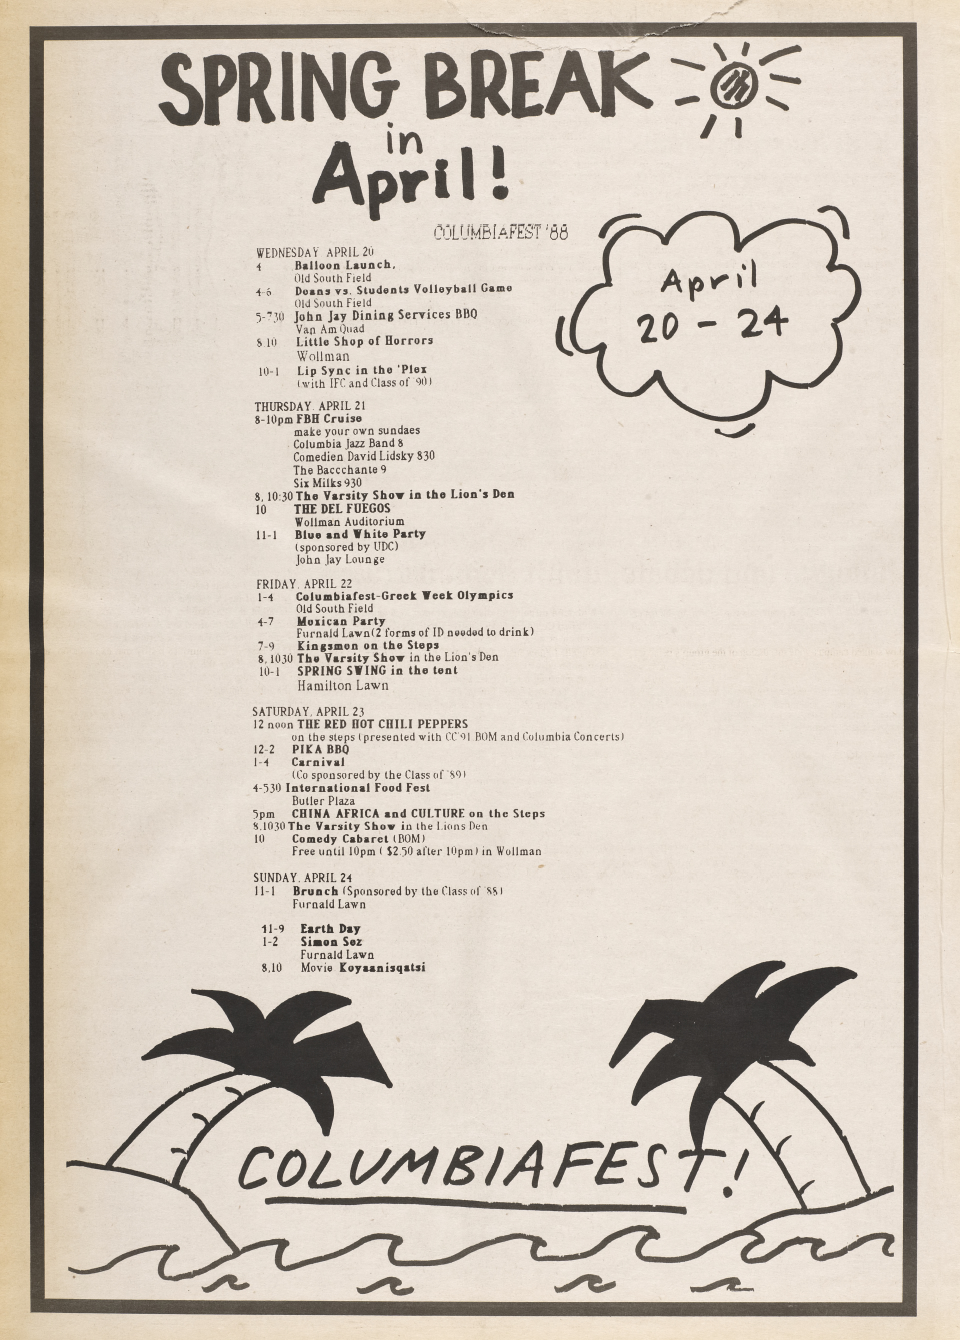 SPRING BREAK
in
April!
COLUMBIAFEST '88
April
20 - 24
WEDNESDAY APRIL 20
4 Balloon Launch,
Old South Field
4-6 Deans vs. Students Volleyball Game
Old South Field
5-730 John Jay Dining Services BBQ
Van Am Quad
8 10 Little Shop of Horrors
Wollman
10-1 Lip Sync in the 'Plex
(with IFC and Class of '90)
THURSDAY. APRIL 21
8-10pm FBH Cruise
make your own sundaes
Columbia Jazz Band 8
Comedien David Lidsky 830
The Baccchante 9
Six Milks 930
8, 10:30 The Varsity Show in the Lion's Den
10 THE DEL FUEGOS
Wollman Auditorium
11-1 Blue and White Party
(sponsored by UDC)
John Jay Lounge
FRIDAY, APRIL 22
1-4 Columbiafest-Greek Week Olympics
Old South Field
4-7 Mexican Party
Furnald Lawn(2 forms of ID needed to drink)
7-9 Kingsmen on the Steps
8, 1030 The Varsity Show in the Lion's Den
10-1 SPRING SWING in the tent
Hamilton Lawn
SATURDAY, APRIL 23
12 noon THE RED HOT CHILI PEPPERS
on the steps (presented with CC'91 BOM and Columbia Concerts)
12-2 PIKA BBQ
1-4 Carnival
(Co sponsored by the Class of '89)
4-530 International Food Fest
Butler Plaza
5pm CHINA AFRICA and CULTURE on the Steps
8,1030 The Varsity Show in the Lions Den
10 Comedy Cabaret (BOM)
Free until 10pm ( $2.50 after 10pm) in Wollman
SUNDAY, APRIL 24
11-1 Brunch (Sponsored by the Class of '88)
Furnald Lawn
11-9 Earth Day
1-2 Simon Sez
Furnald Lawn
8,10 Movie Koyaanisqatsi
COLUMBIAFEST!